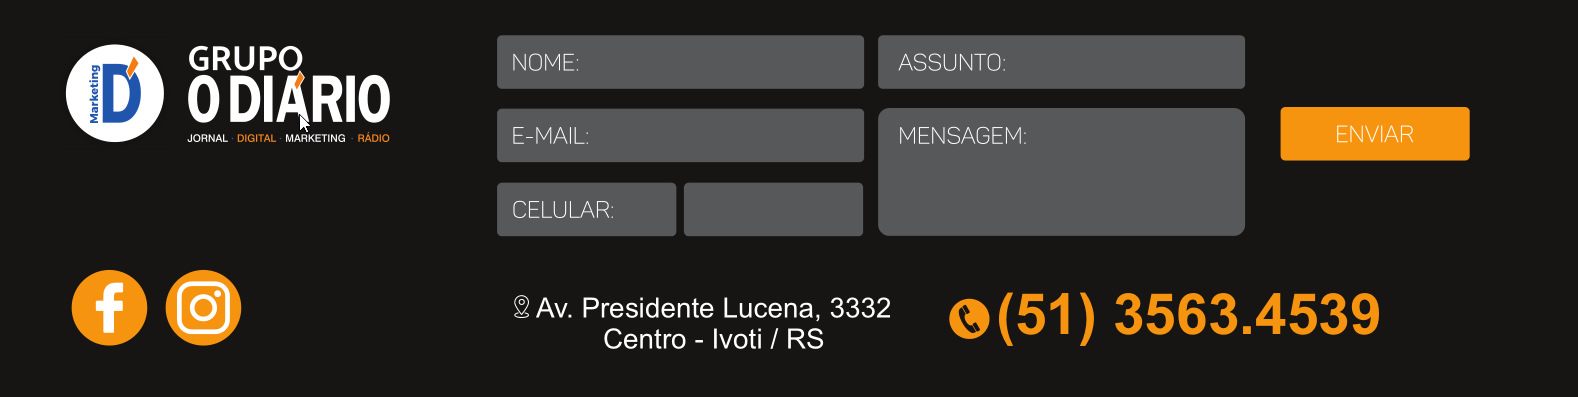 Marketing
D
GRUPO
O DIÁRIO
JORNAL · DIGITAL · MARKETING · RÁDIO
NOME:
E-MAIL:
CELULAR:
ASSUNTO:
MENSAGEM:
ENVIAR
f
Av. Presidente Lucena, 3332
Centro - Ivoti / RS
(51) 3563.4539